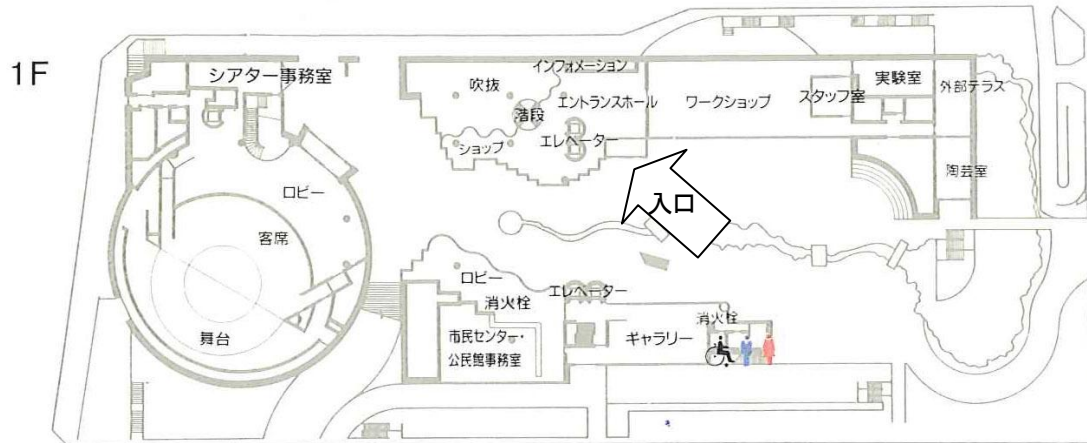 1F
シアター事務室
インフォメーション
吹抜
エントランスホール
階段
ワークショップ
スタッフ室
実験室
外部テラス
ショップ
エレベーター
陶芸室
入口
ロビー
客席
舞台
ロビー
消火栓
エレベーター
市民センター・
公民館事務室
ギャラリー
消火栓